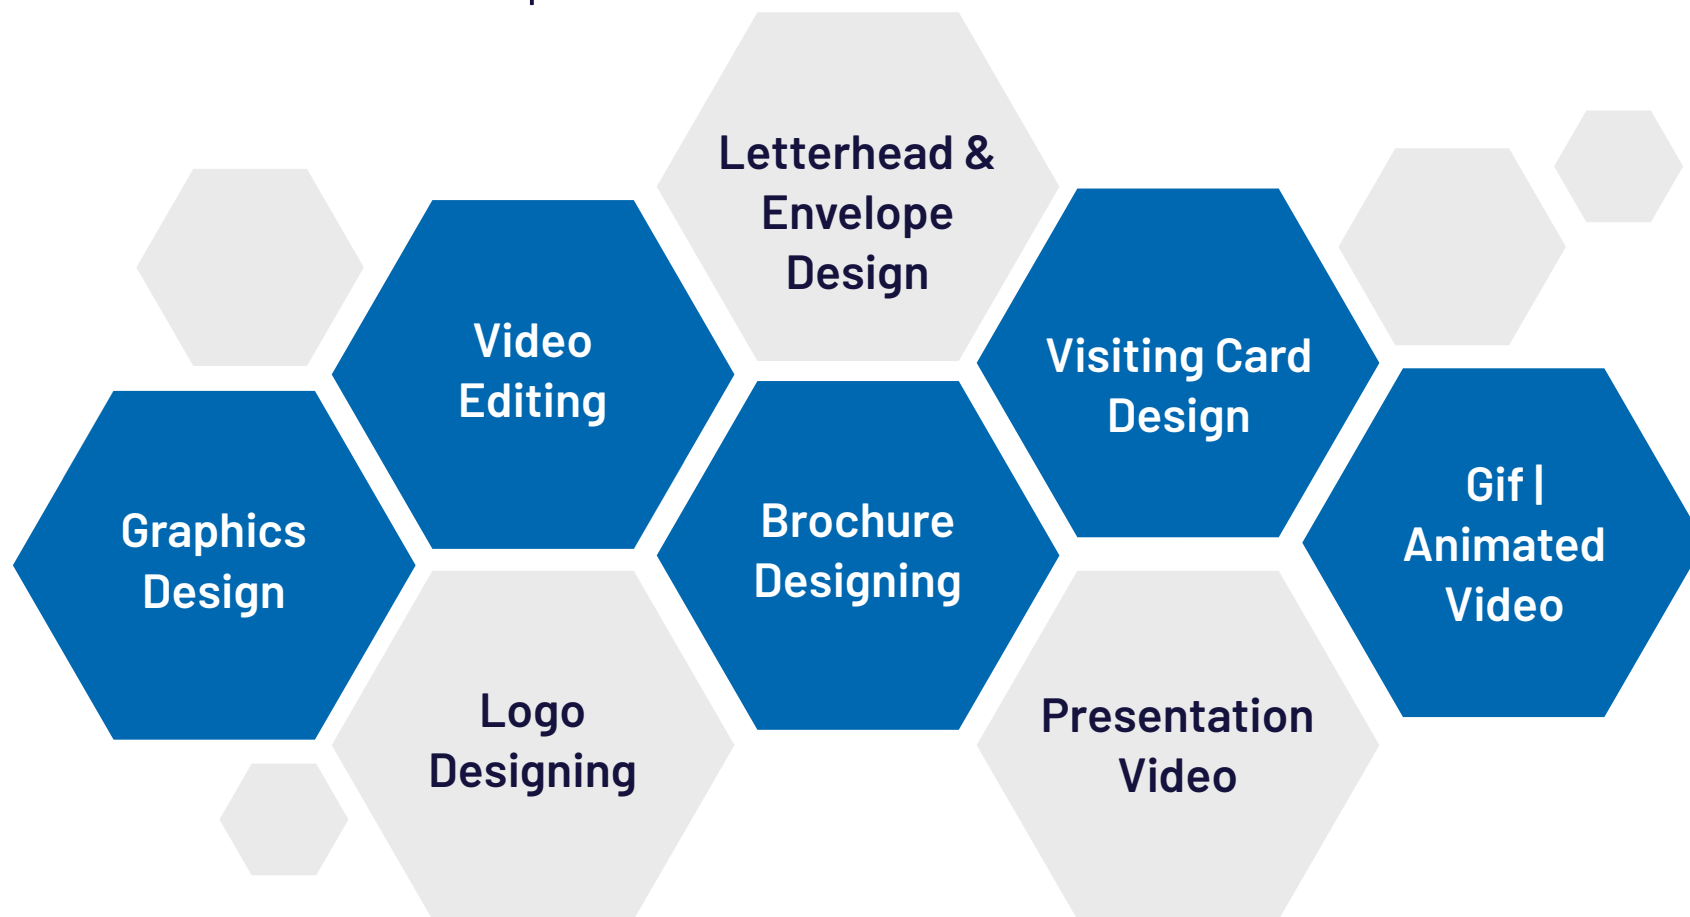 Letterhead &
Envelope
Design
Video
Editing
Visiting Card
Design
Graphics
Design
Brochure
Designing
Gif |
Animated
Video
Logo
Designing
Presentation
Video